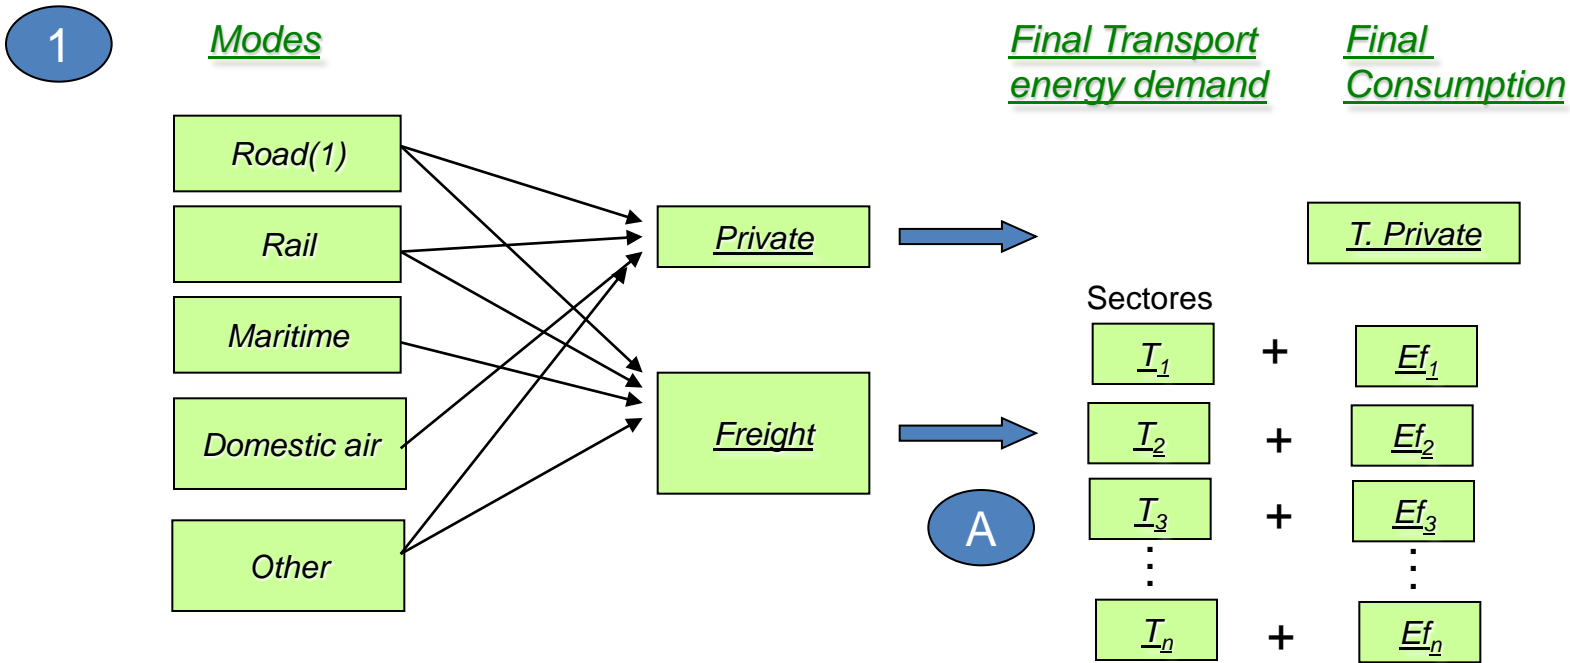 1
Modes
Final Transport
energy demand
Final
Consumption
Road(1)
Rail
Maritime
Domestic air
Other
Private
Freight
T. Private
Sectores
T1 + Ef1
T2 + Ef2
A
T3 + Ef3
⋮ ⋮
Tn + Efn